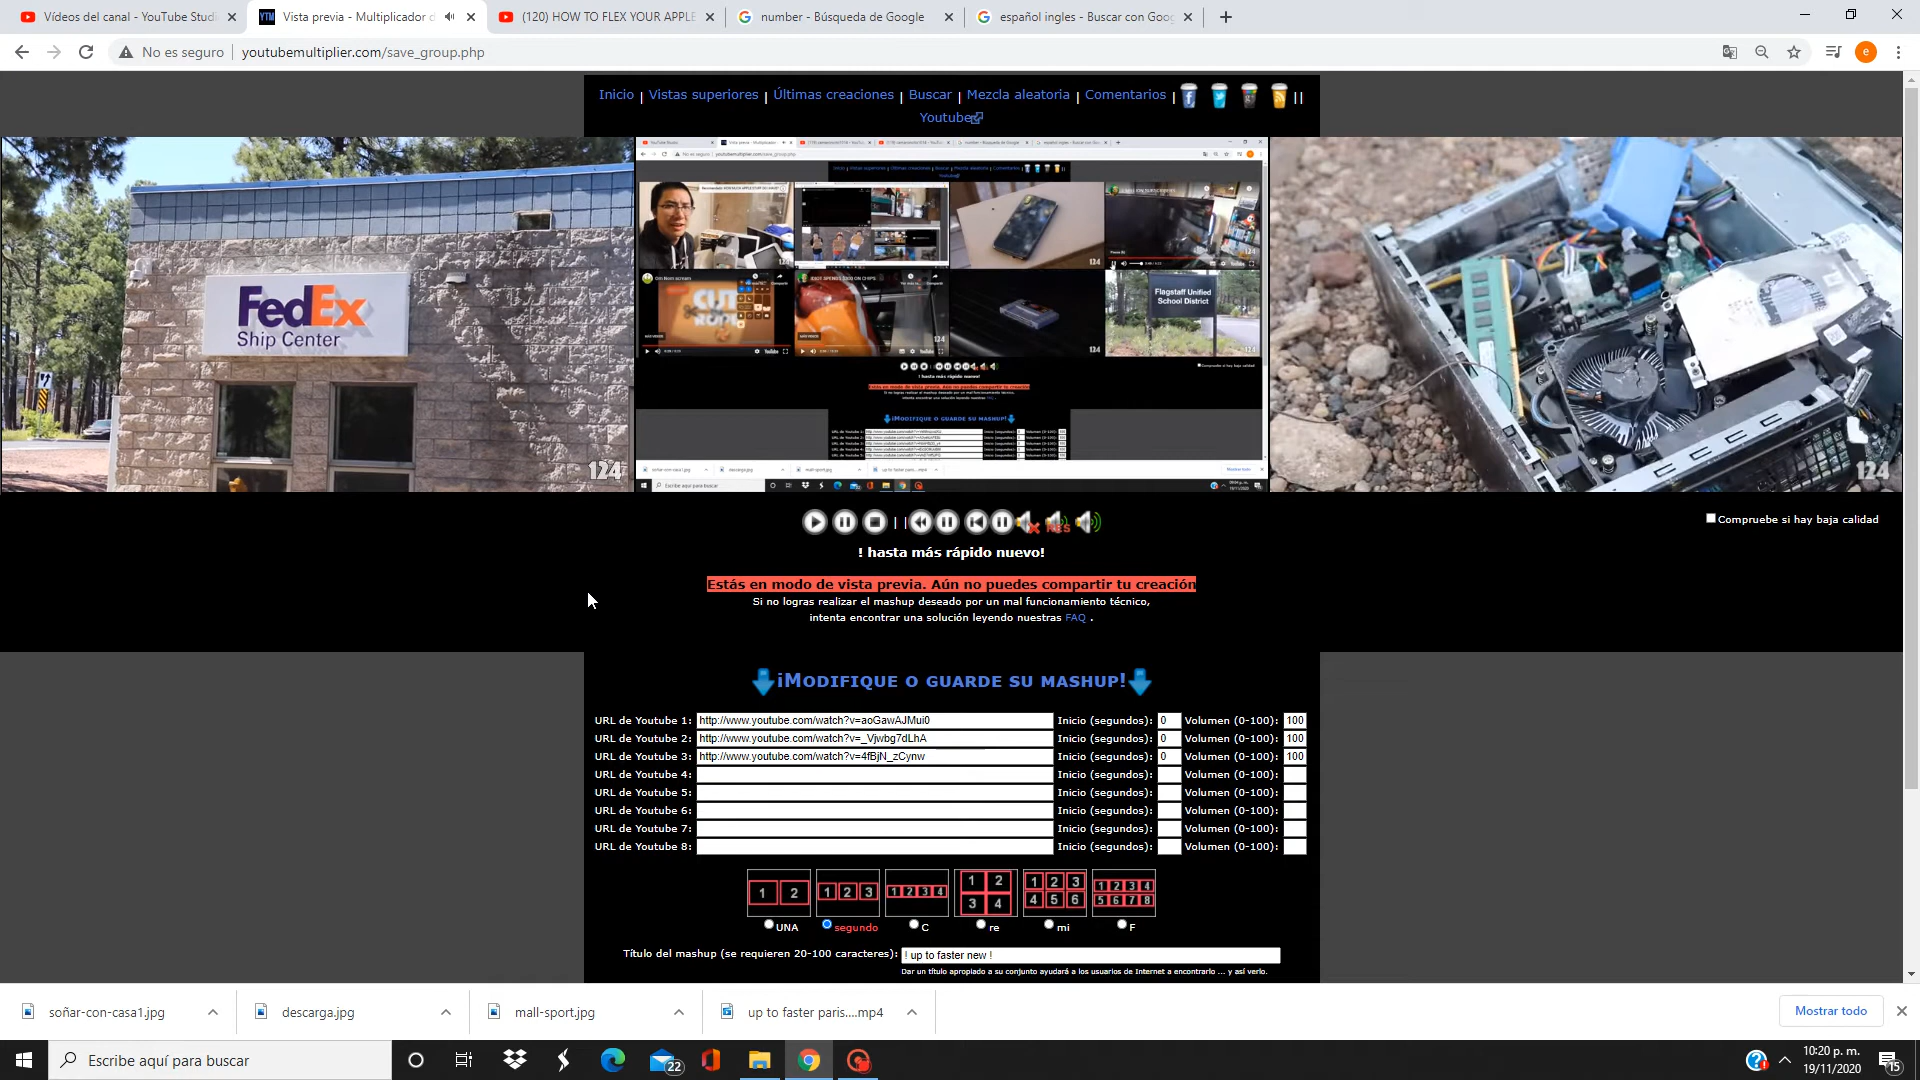 Vídeos del canal - YouTube Studi
Vista previa - Multiplicador d
(120) HOW TO FLEX YOUR APPLE
number - Búsqueda de Google
español ingles - Buscar con Goog
No es seguro
youtubemultiplier.com/save_group.php
Inicio | Vistas superiores | Últimas creaciones | Buscar | Mezcla aleatoria | Comentarios | ||
Youtube
FedEx
Ship Center
124
Flagstaff Unified
School District
124
! hasta más rápido nuevo!
Compruebe si hay baja calidad
Estás en modo de vista previa. Aún no puedes compartir tu creación
Si no logras realizar el mashup deseado por un mal funcionamiento técnico,
intenta encontrar una solución leyendo nuestras FAQ .
¡MODIFIQUE O GUARDE SU MASHUP!
URL de Youtube 1: http://www.youtube.com/watch?v=aoGawAJMui0 Inicio (segundos): 0 Volumen (0-100): 100
URL de Youtube 2: http://www.youtube.com/watch?v=_Vjwbg7dLhA Inicio (segundos): 0 Volumen (0-100): 100
URL de Youtube 3: http://www.youtube.com/watch?v=4fBjN_zCynw Inicio (segundos): 0 Volumen (0-100): 100
URL de Youtube 4: Inicio (segundos): Volumen (0-100):
URL de Youtube 5: Inicio (segundos): Volumen (0-100):
URL de Youtube 6: Inicio (segundos): Volumen (0-100):
URL de Youtube 7: Inicio (segundos): Volumen (0-100):
URL de Youtube 8: Inicio (segundos): Volumen (0-100):
1 2
1 2 3
1 2 3 4
1 2
3 4
1 2 3
4 5 6
1 2 3 4
5 6 7 8
UNA segundo C re mi F
Título del mashup (se requieren 20-100 caracteres): ! up to faster new !
Dar un título apropiado a su conjunto ayudará a los usuarios de Internet a encontrarlo ... y así verlo.
soñar-con-casa1.jpg
descarga.jpg
mall-sport.jpg
up to faster paris....mp4
Mostrar todo
Escribe aquí para buscar
22
10:20 p. m.
19/11/2020
15